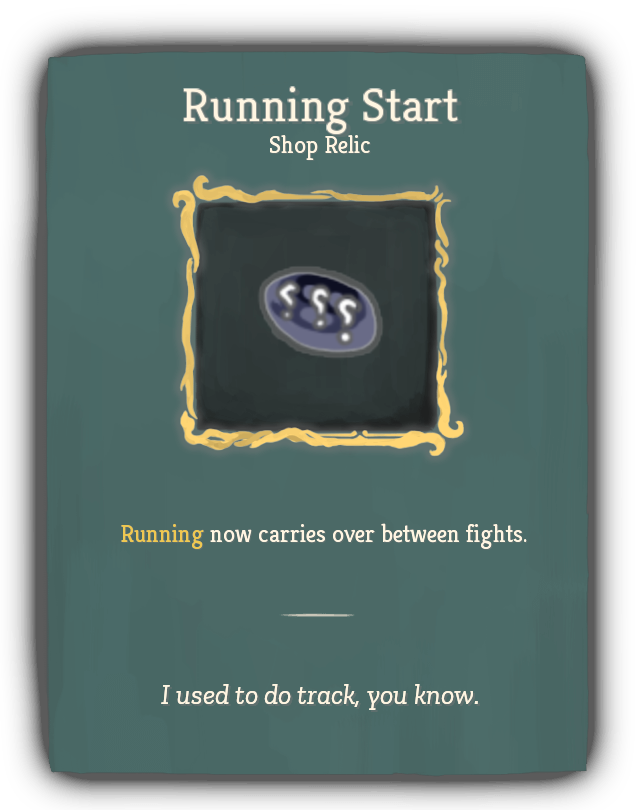 Running Start
Shop Relic
???
Running now carries over between fights.
I used to do track, you know.